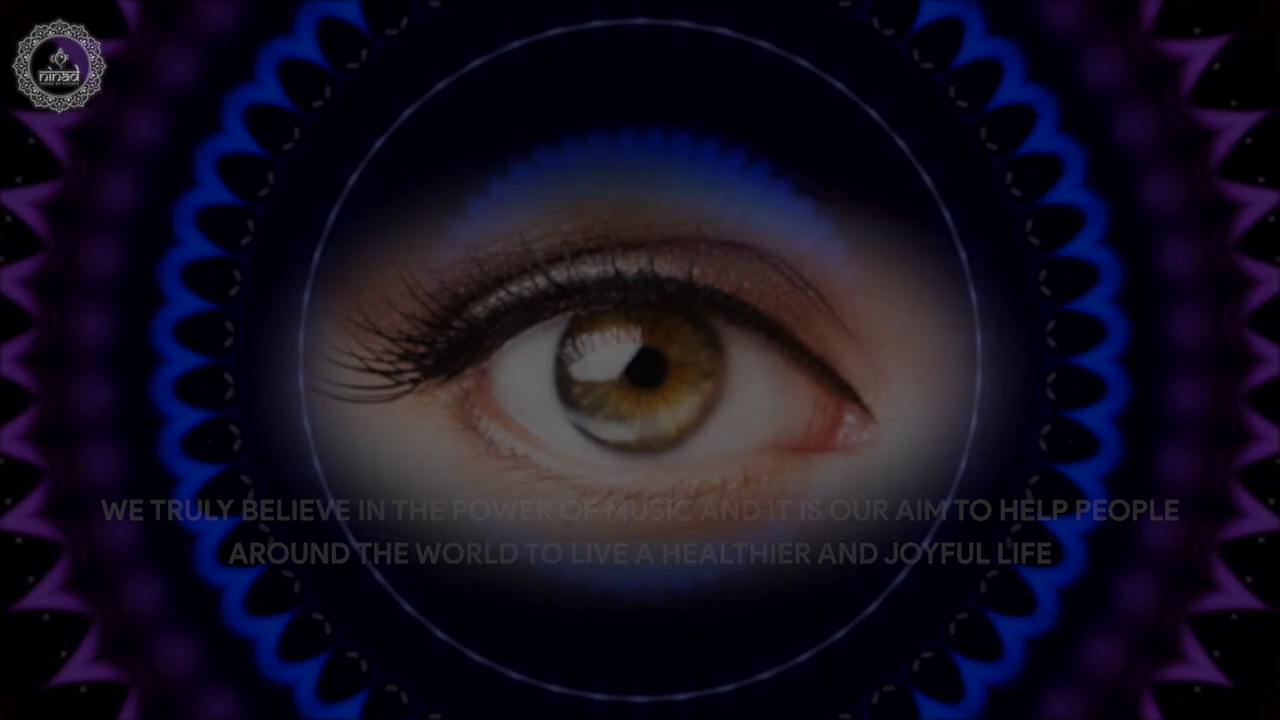 ninad
WE TRULY BELIEVE IN THE POWER OF MUSIC AND IT IS OUR AIM TO HELP PEOPLE
AROUND THE WORLD TO LIVE A HEALTHIER AND JOYFUL LIFE